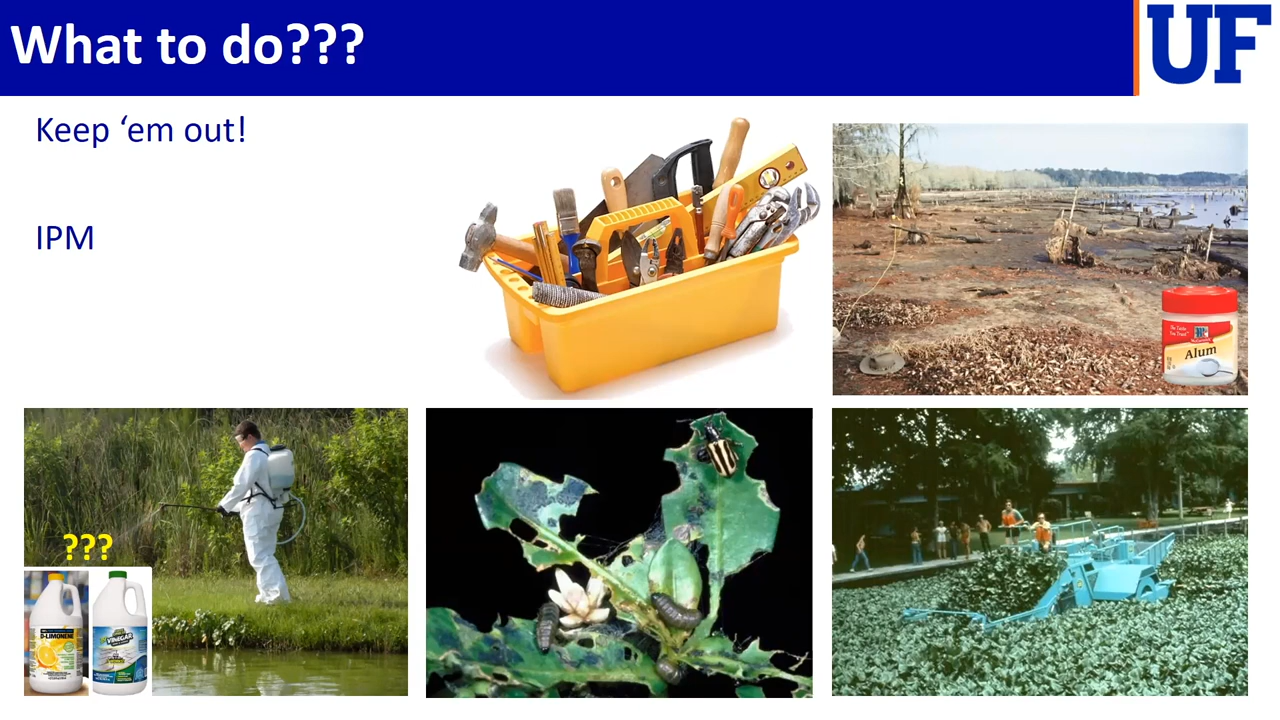 What to do???
UF
Keep ‘em out!
IPM
Alum
???
D-LIMONENE
VINEGAR